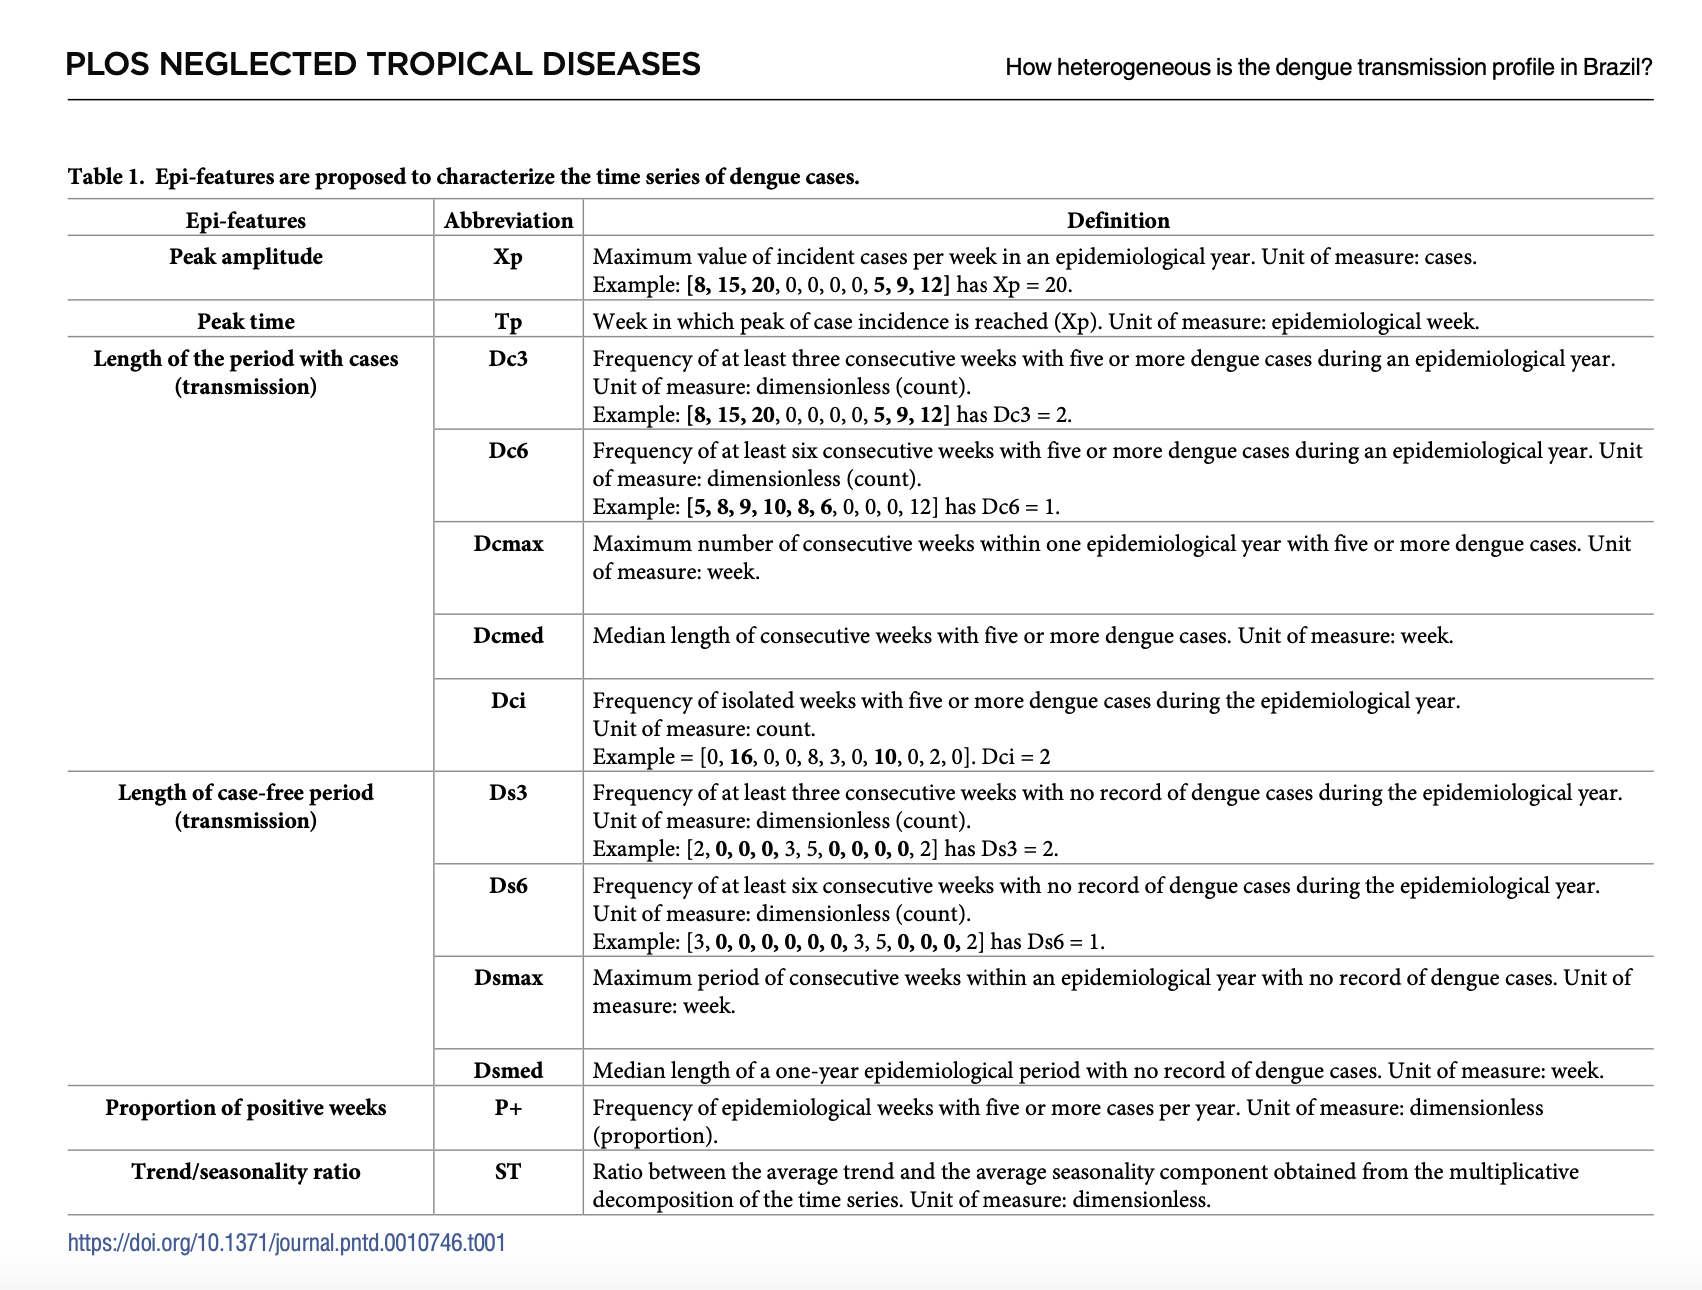 PLOS NEGLECTED TROPICAL DISEASES
How heterogeneous is the dengue transmission profile in Brazil?
Table 1. Epi-features are proposed to characterize the time series of dengue cases.
Epi-features Abbreviation Definition
Peak amplitude Xp Maximum value of incident cases per week in an epidemiological year. Unit of measure: cases.
Example: [8, 15, 20, 0, 0, 0, 0, 5, 9, 12] has Xp = 20.
Peak time Tp Week in which peak of case incidence is reached (Xp). Unit of measure: epidemiological week.
Length of the period with cases Dc3 Frequency of at least three consecutive weeks with five or more dengue cases during an epidemiological year.
(transmission) Unit of measure: dimensionless (count).
Example: [8, 15, 20, 0, 0, 0, 0, 5, 9, 12] has Dc3 = 2.
Dc6 Frequency of at least six consecutive weeks with five or more dengue cases during an epidemiological year. Unit
of measure: dimensionless (count).
Example: [5, 8, 9, 10, 8, 6, 0, 0, 0, 12] has Dc6 = 1.
Dcmax Maximum number of consecutive weeks within one epidemiological year with five or more dengue cases. Unit
of measure: week.
Dcmed Median length of consecutive weeks with five or more dengue cases. Unit of measure: week.
Dci Frequency of isolated weeks with five or more dengue cases during the epidemiological year.
Unit of measure: count.
Example = [0, 16, 0, 0, 8, 3, 0, 10, 0, 2, 0]. Dci = 2
Length of case-free period Ds3 Frequency of at least three consecutive weeks with no record of dengue cases during the epidemiological year.
(transmission) Unit of measure: dimensionless (count).
Example: [2, 0, 0, 0, 3, 5, 0, 0, 0, 0, 2] has Ds3 = 2.
Ds6 Frequency of at least six consecutive weeks with no record of dengue cases during the epidemiological year.
Unit of measure: dimensionless (count).
Example: [3, 0, 0, 0, 0, 0, 0, 3, 5, 0, 0, 0, 2] has Ds6 = 1.
Dsmax Maximum period of consecutive weeks within an epidemiological year with no record of dengue cases. Unit of
measure: week.
Dsmed Median length of a one-year epidemiological period with no record of dengue cases. Unit of measure: week.
Proportion of positive weeks P+ Frequency of epidemiological weeks with five or more cases per year. Unit of measure: dimensionless
(proportion).
Trend/seasonality ratio ST Ratio between the average trend and the average seasonality component obtained from the multiplicative
decomposition of the time series. Unit of measure: dimensionless.
https://doi.org/10.1371/journal.pntd.0010746.t001